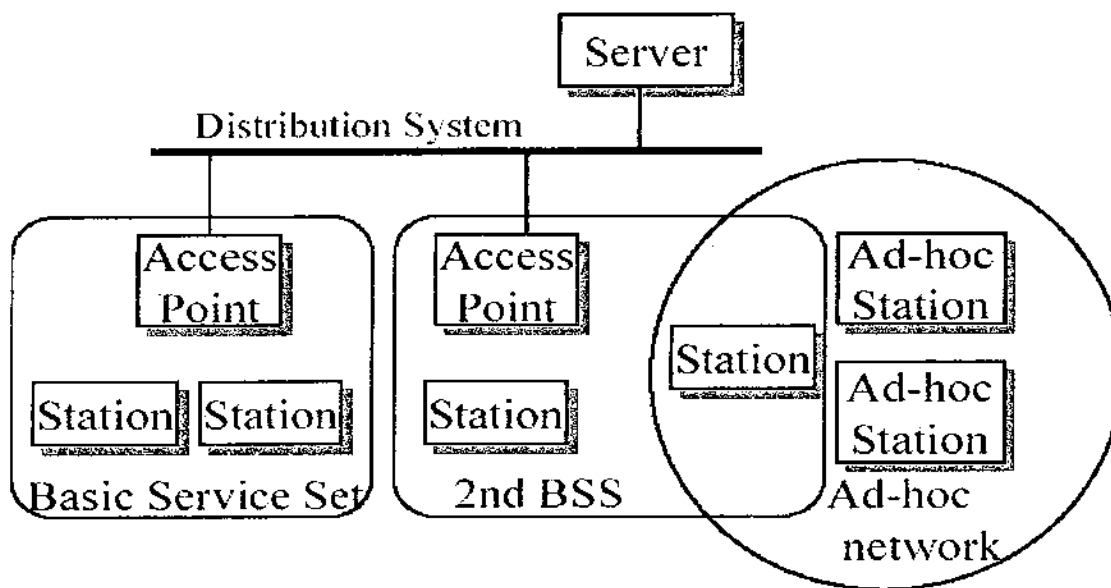 Server
Distribution System
Access
Point
Station
Station
Basic Service Set
Access
Point
Station
2nd BSS
Station
Ad-hoc
Station
Ad-hoc
Station
Ad-hoc
network